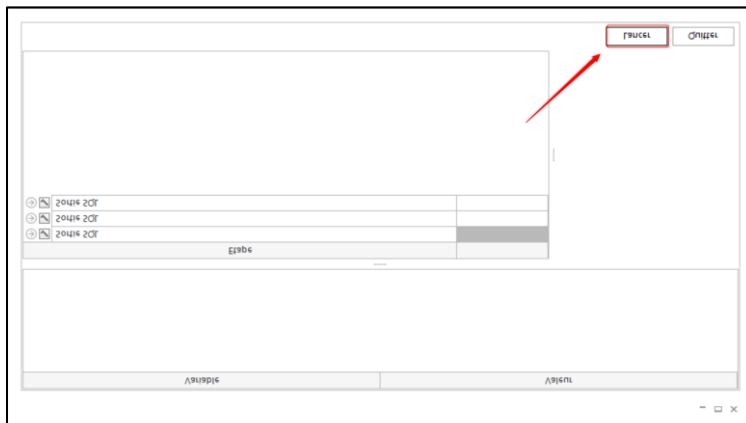 Variable Valeur
Etape
Sortie SQL
Sortie SQL
Sortie SQL
Lancer Quitter